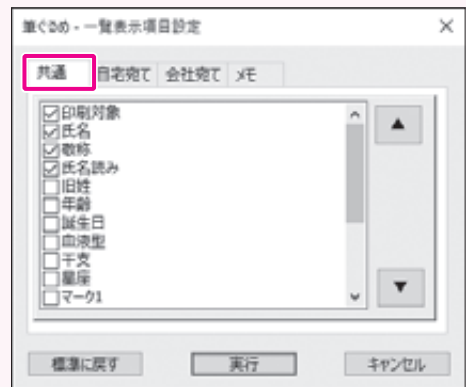 筆ぐるめ - 一覧表示項目設定
共通 自宅宛て 会社宛て メモ
印刷対象
氏名
敬称
氏名読み
旧姓
年齢
誕生日
血液型
干支
星座
マーク1
標準に戻す 実行 キャンセル